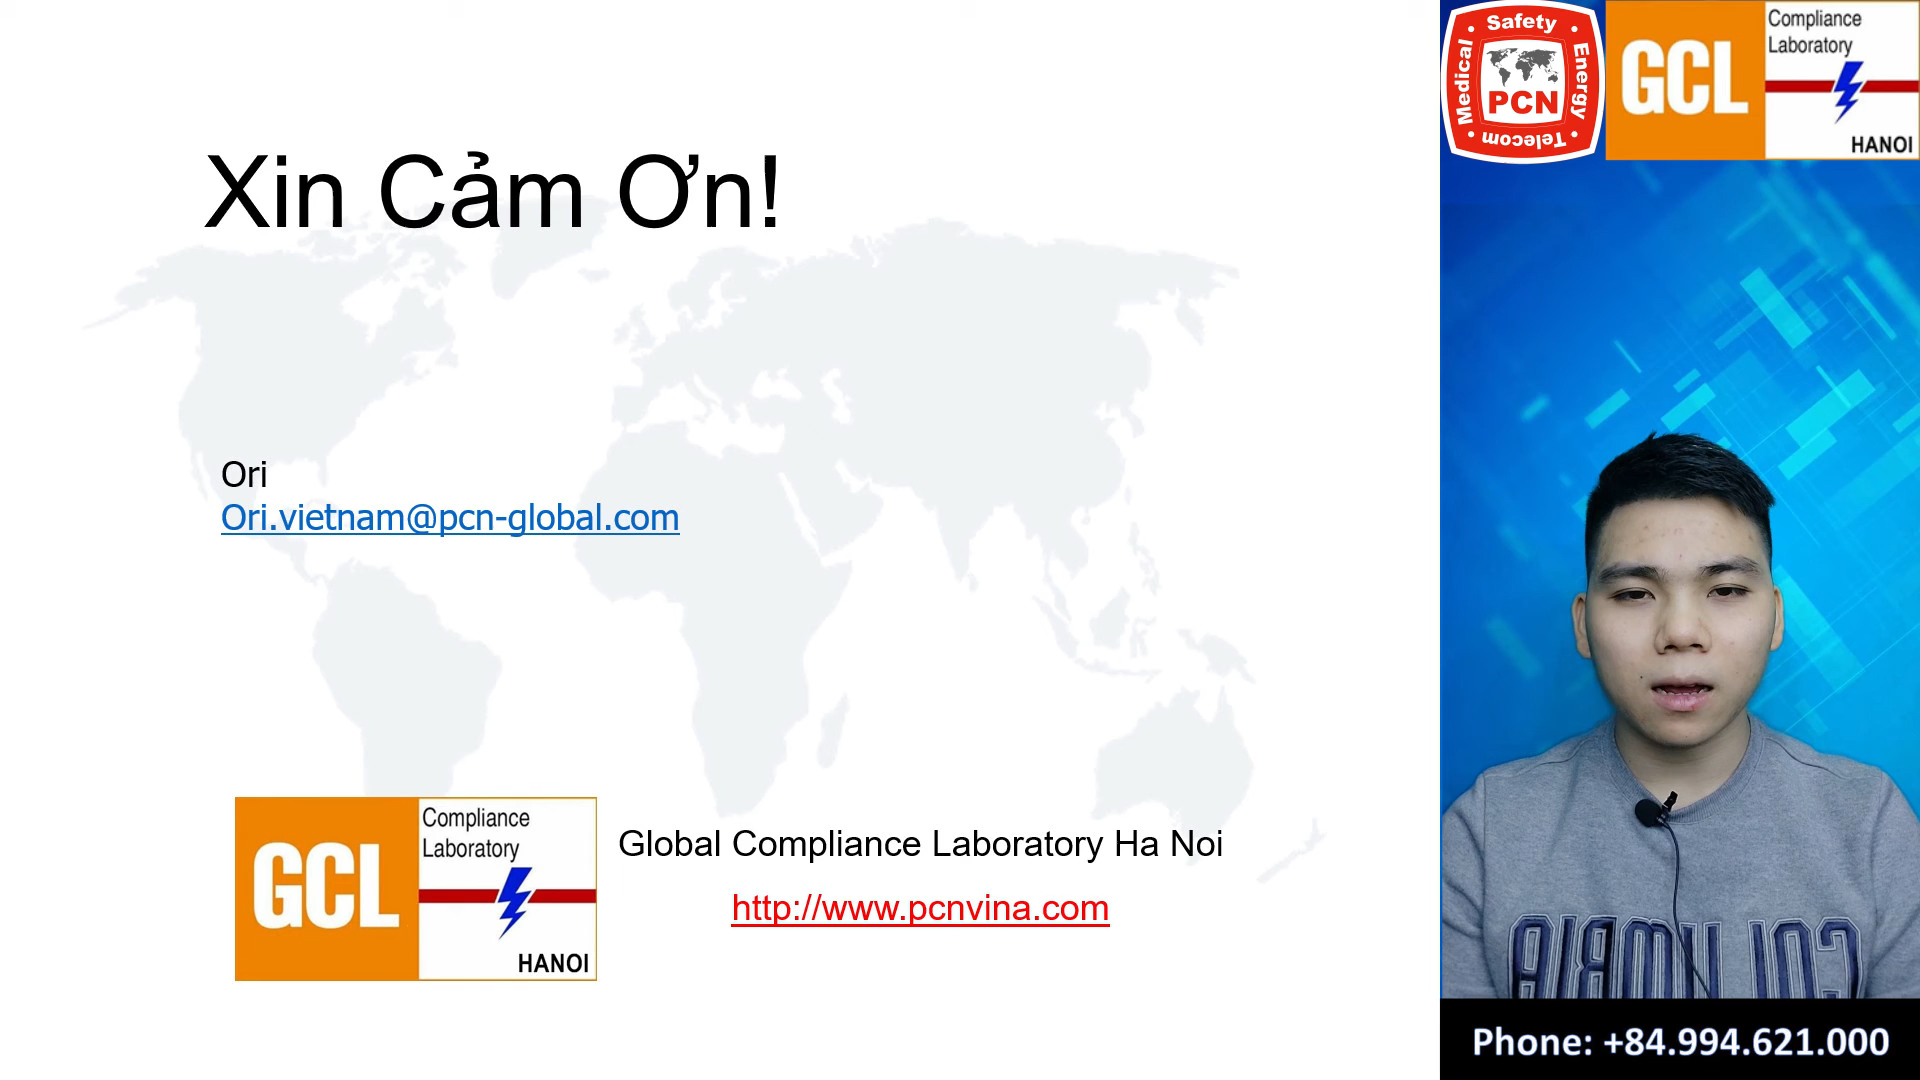 Xin Cảm Ơn!
Ori
Ori.vietnam@pcn-global.com
GCL
Compliance
Laboratory
HANOI
Global Compliance Laboratory Ha Noi
http://www.pcnvina.com
Safety
Medical
Energy
Telecom
PCN
GCL
Compliance
Laboratory
HANOI
COLUMBIA
Phone: +84.994.621.000